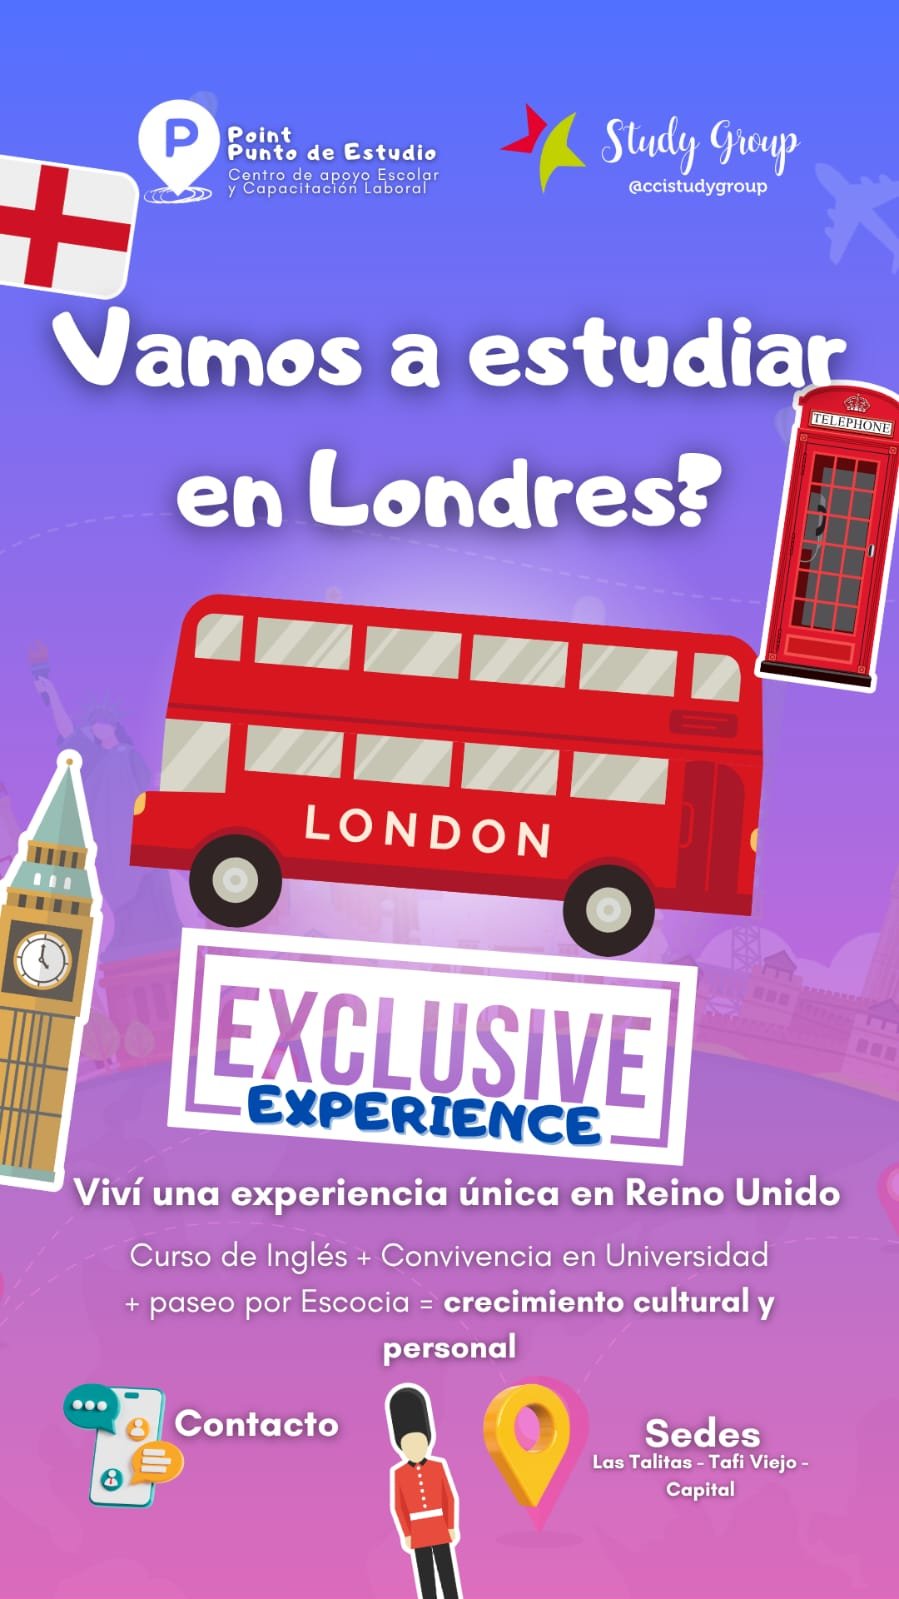 P
Point
Punto de Estudio
Centro de apoyo Escolar
y Capacitación Laboral
Study Group
@ccistudygroup
Vamos a estudiar
en Londres?
TELEPHONE
LONDON
EXCLUSIVE
EXPERIENCE
Viví una experiencia única en Reino Unido
Curso de Inglés + Convivencia en Universidad
+ paseo por Escocia = crecimiento cultural y
personal
Contacto
Sedes
Las Talitas - Tafi Viejo -
Capital